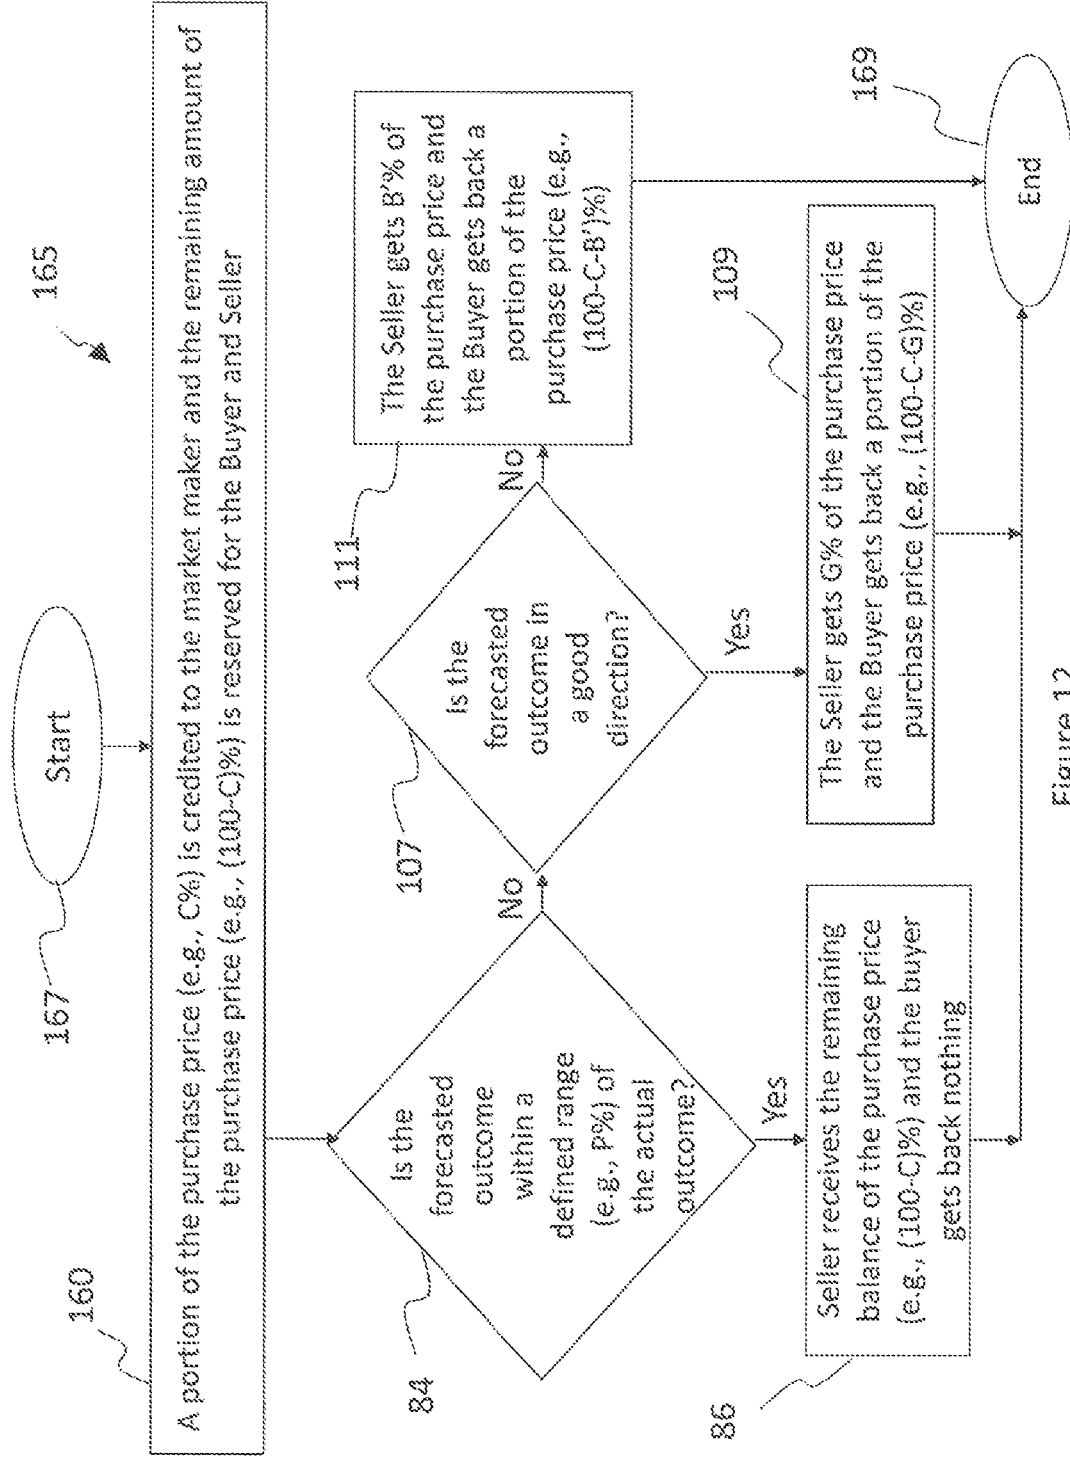 165
167
Start
160
A portion of the purchase price (e.g., C%) is credited to the market maker and the remaining amount of
the purchase price (e.g., (100-C)%) is reserved for the Buyer and Seller
84
Is the
forecasted
outcome
within a
defined range
(e.g., P%) of
the actual
outcome?
No
Yes
107
Is the
forecasted
outcome in
a good
direction?
No
Yes
111
The Seller gets B'% of
the purchase price and
the Buyer gets back a
portion of the
purchase price (e.g.,
(100-C-B')%)
86
Seller receives the remaining
balance of the purchase price
(e.g., (100-C)%) and the buyer
gets back nothing
109
The Seller gets G% of the purchase price
and the Buyer gets back a portion of the
purchase price (e.g., (100-C-G)%)
169
End
Figure 12